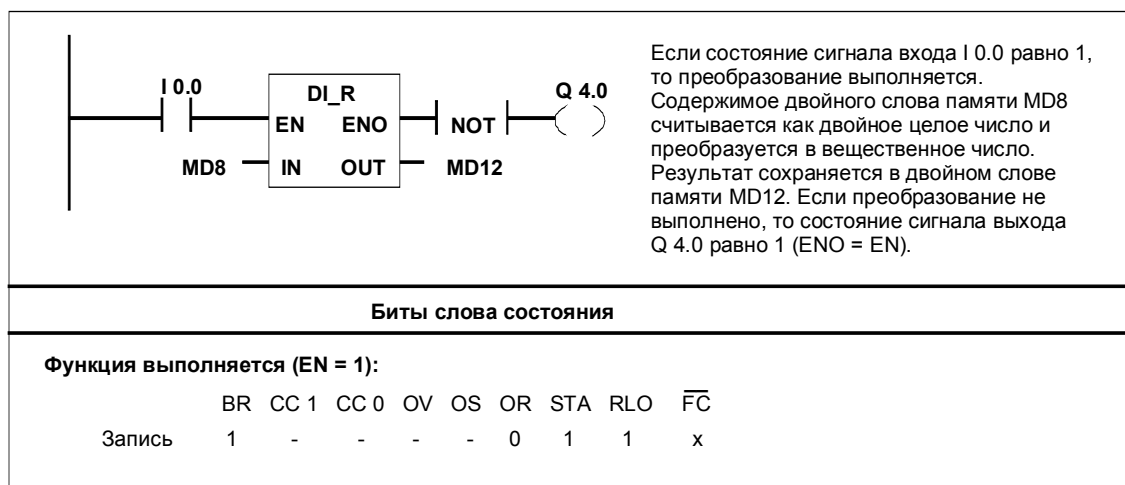 I 0.0
DI_R
Q 4.0
EN ENO
NOT
MD8
IN OUT
MD12
Если состояние сигнала входа I 0.0 равно 1,
то преобразование выполняется.
Содержимое двойного слова памяти MD8
считывается как двойное целое число и
преобразуется в вещественное число.
Результат сохраняется в двойном слове
памяти MD12. Если преобразование не
выполнено, то состояние сигнала выхода
Q 4.0 равно 1 (ENO = EN).
Биты слова состояния
Функция выполняется (EN = 1):
BR CC 1 CC 0 OV OS OR STA RLO F̅C̅
Запись 1 - - - - 0 1 1 x